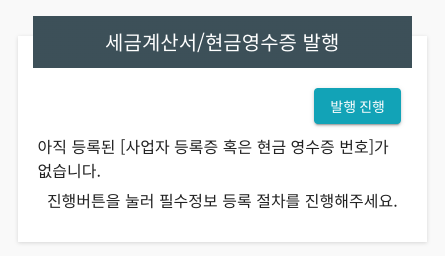 세금계산서/현금영수증 발행
발행 진행
아직 등록된 [사업자 등록증 혹은 현금 영수증 번호]가
없습니다.
진행버튼을 눌러 필수정보 등록 절차를 진행해주세요.